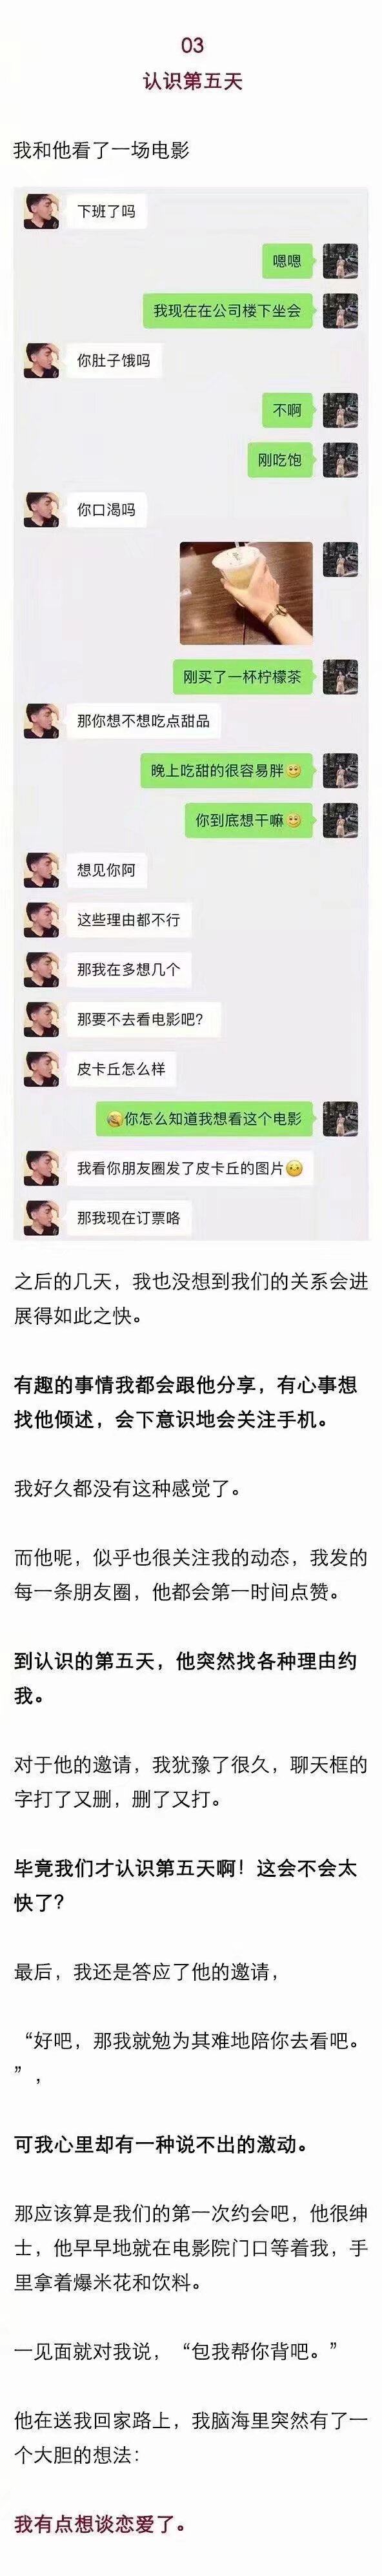 03
认识第五天
我和他看了一场电影
下班了吗
嗯嗯
我现在在公司楼下坐会
你肚子饿吗
不啊
刚吃饱
你口渴吗
刚买了一杯柠檬茶
那你想不想吃点甜品
晚上吃甜的很容易胖
你到底想干嘛
想见你阿
这些理由都不行
那我在多想几个
那要不去看电影吧?
皮卡丘怎么样
你怎么知道我想看这个电影
我看你朋友圈发了皮卡丘的图片
那我现在订票咯
之后的几天，我也没想到我们的关系会进
展得如此之快。
有趣的事情我都会跟他分享，有心事想
找他倾述，会下意识地会关注手机。
我好久都没有这种感觉了。
而他呢，似乎也很关注我的动态，我发的
每一条朋友圈，他都会第一时间点赞。
到认识的第五天，他突然找各种理由约
我。
对于他的邀请，我犹豫了很久，聊天框的
字打了又删，删了又打。
毕竟我们才认识第五天啊！这会不会太
快了？
最后，我还是答应了他的邀请，
“好吧，那我就勉为其难地陪你去看吧。
”，
可我心里却有一种说不出的激动。
那应该算是我们的第一次约会吧，他很绅
士，他早早地就在电影院门口等着我，手
里拿着爆米花和饮料。
一见面就对我说，“包我帮你背吧。”
他在送我回家路上，我脑海里突然有了一
个大胆的想法：
我有点想谈恋爱了。